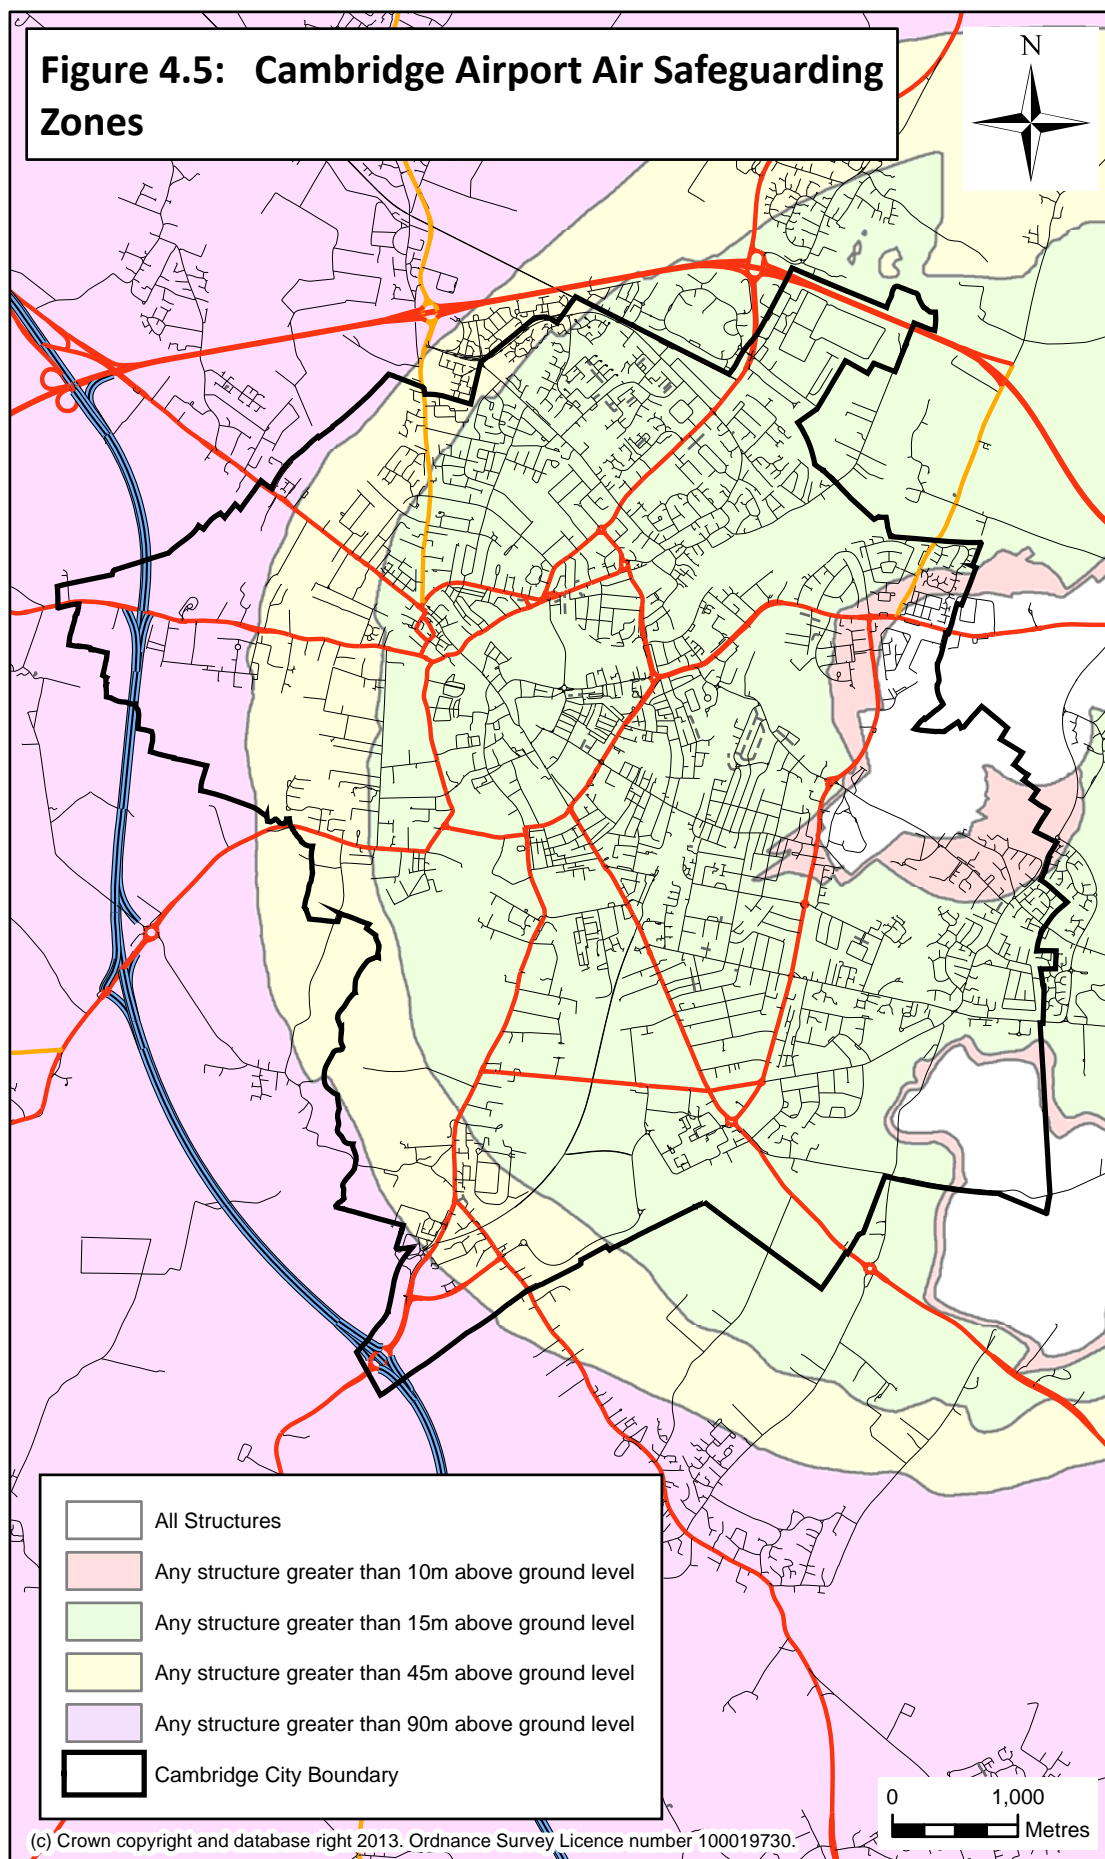 Figure 4.5: Cambridge Airport Air Safeguarding
Zones
N
All Structures
Any structure greater than 10m above ground level
Any structure greater than 15m above ground level
Any structure greater than 45m above ground level
Any structure greater than 90m above ground level
Cambridge City Boundary
0 1,000
Metres
(c) Crown copyright and database right 2013. Ordnance Survey Licence number 100019730.